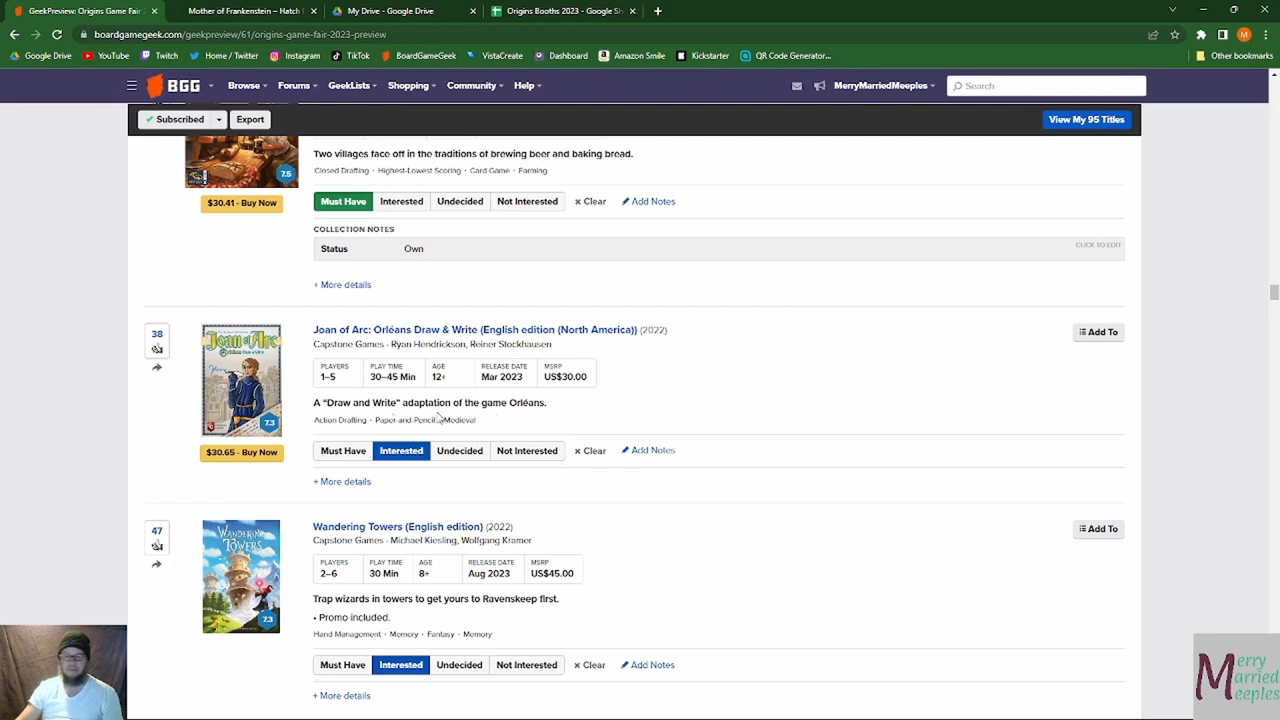 GeekPreview: Origins Game Fair
Mother of Frankenstein – Hatch
My Drive - Google Drive
Origins Booths 2023 - Google Sh
boardgamegeek.com/geekpreview/61/origins-game-fair-2023-preview
M
Google Drive YouTube Twitch Home / Twitter Instagram TikTok BoardGameGeek VistaCreate Dashboard Amazon Smile Kickstarter QR Code Generator... Other bookmarks
BGG Browse Forums GeekLists Shopping Community Help MerryMarriedMeeples Search
Subscribed Export View My 95 Titles
Two villages face off in the traditions of brewing beer and baking bread.
Closed Drafting · Highest-Lowest Scoring · Card Game · Farming
7.5
$30.41 - Buy Now
Must Have Interested Undecided Not Interested × Clear Add Notes
COLLECTION NOTES
Status Own CLICK TO EDIT
+ More details
38
Joan of Arc: Orléans Draw & Write (English edition (North America)) (2022)
Add To
Capstone Games - Ryan Hendrickson, Reiner Stockhausen
Joan of Arc
PLAYERS PLAY TIME AGE RELEASE DATE MSRP
1–5 30–45 Min 12+ Mar 2023 US$30.00
A "Draw and Write" adaptation of the game Orléans.
Action Drafting · Paper-and-Pencil · Medieval
7.3
$30.65 - Buy Now
Must Have Interested Undecided Not Interested × Clear Add Notes
+ More details
47
Wandering Towers (English edition) (2022)
Add To
Capstone Games - Michael Kiesling, Wolfgang Kramer
WANDERING
TOWERS
PLAYERS PLAY TIME AGE RELEASE DATE MSRP
2–6 30 Min 8+ Aug 2023 US$45.00
Trap wizards in towers to get yours to Ravenskeep first.
• Promo included.
7.3
Hand Management · Memory · Fantasy · Memory
Must Have Interested Undecided Not Interested × Clear Add Notes
+ More details
Merry
Married
Meeples